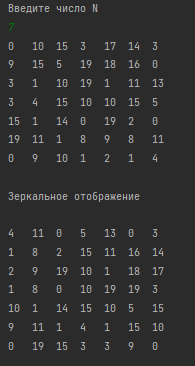 Введите число N
7
0 10 15 3 17 14 3
9 15 5 19 18 16 0
3 1 10 19 1 11 13
3 4 15 10 10 15 5
15 1 14 0 19 2 0
19 11 1 8 9 8 11
0 9 10 1 2 1 4
Зеркальное отображение
4 11 0 5 13 0 3
1 8 2 15 11 16 14
2 9 19 10 1 18 17
1 8 0 10 19 19 3
10 1 14 15 10 5 15
9 11 1 4 1 15 10
0 19 15 3 3 9 0